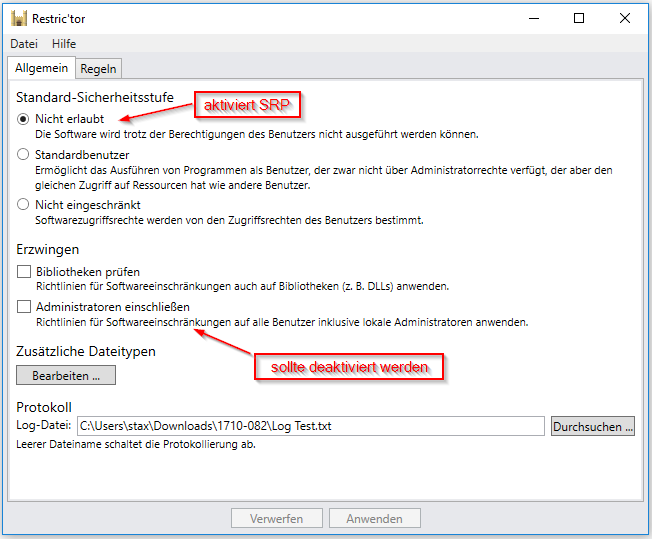 Restric'tor
Datei Hilfe
Allgemein Regeln
Standard-Sicherheitsstufe
aktiviert SRP
Nicht erlaubt
Die Software wird trotz der Berechtigungen des Benutzers nicht ausgeführt werden können.
Standardbenutzer
Ermöglicht das Ausführen von Programmen als Benutzer, der zwar nicht über Administratorrechte verfügt, der aber den
gleichen Zugriff auf Ressourcen hat wie andere Benutzer.
Nicht eingeschränkt
Softwarezugriffsrechte werden von den Zugriffsrechten des Benutzers bestimmt.
Erzwingen
Bibliotheken prüfen
Richtlinien für Softwareeinschränkungen auch auf Bibliotheken (z. B. DLLs) anwenden.
Administratoren einschließen
Richtlinien für Softwareeinschränkungen auf alle Benutzer inklusive lokale Administratoren anwenden.
Zusätzliche Dateitypen
sollte deaktiviert werden
Bearbeiten ...
Protokoll
Log-Datei: C:\Users\stax\Downloads\1710-082\Log Test.txt Durchsuchen ...
Leerer Dateiname schaltet die Protokollierung ab.
Verwerfen Anwenden